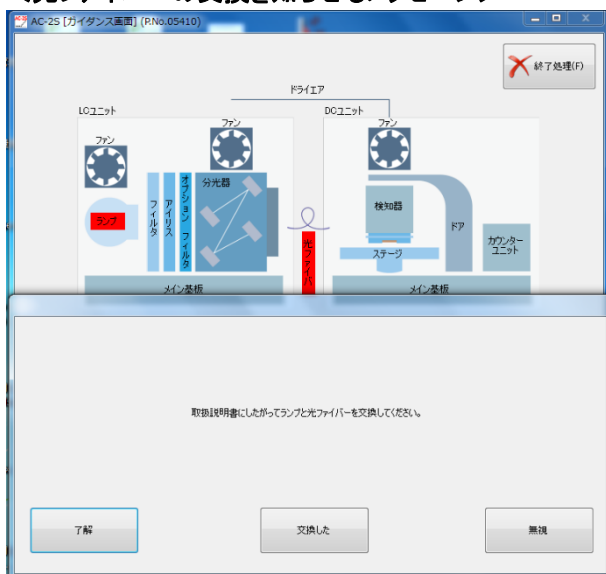 AC-2S [ガイダンス画面] (P.No.05410)
終了処理(F)
ドライエア
LCユニット
DCユニット
ファン
ファン
ファン
ランプ
フィルタ
アイリス
オプション フィルタ
分光器
光ファイバ
検知器
ステージ
ドア
カウンター
ユニット
メイン基板
メイン基板
取扱説明書にしたがってランプと光ファイバーを交換してください。
了解
交換した
無視